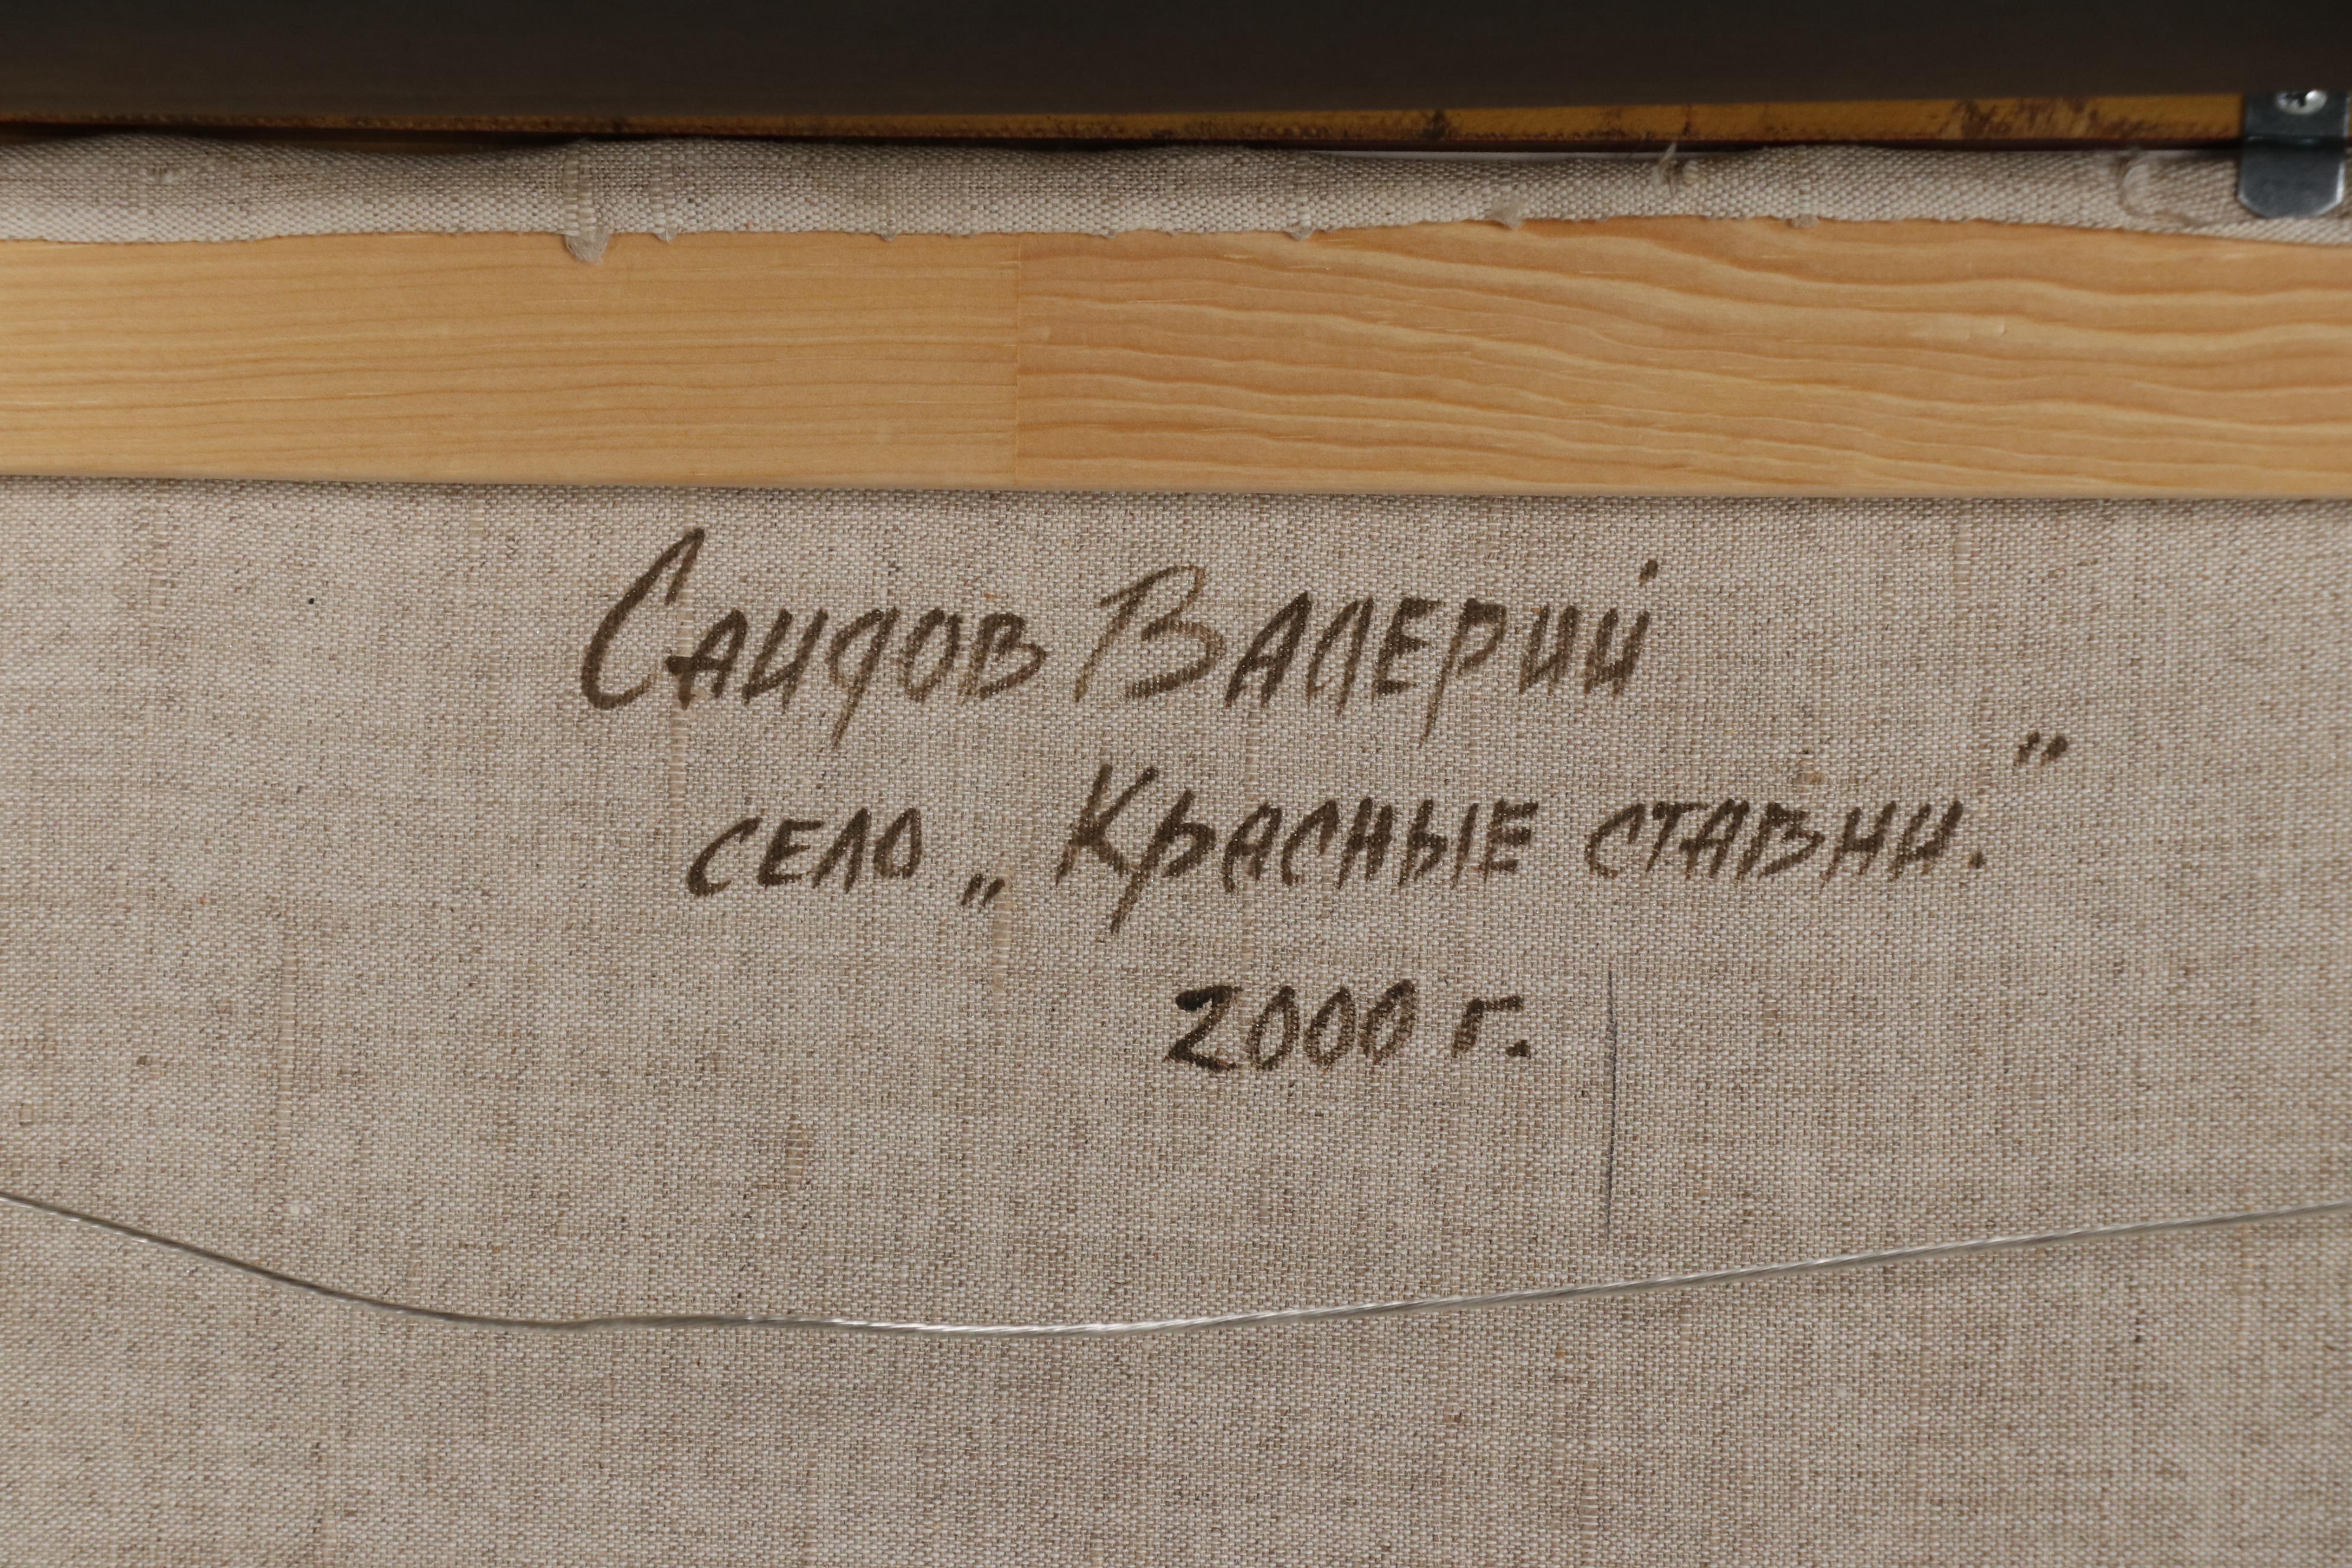 Саидов Валерий
село „Красные ставни.“
2000 г.